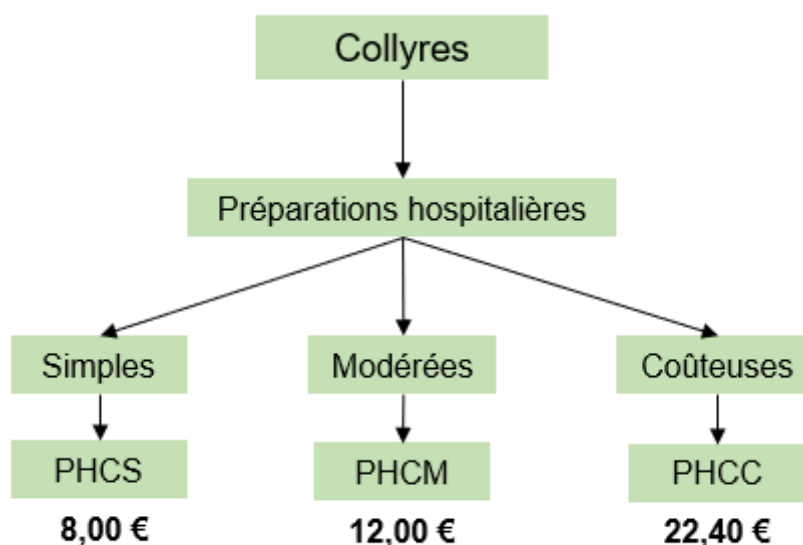 Collyres
Préparations hospitalières
Simples
Modérées
Coûteuses
PHCS
PHCM
PHCC
8,00 €
12,00 €
22,40 €